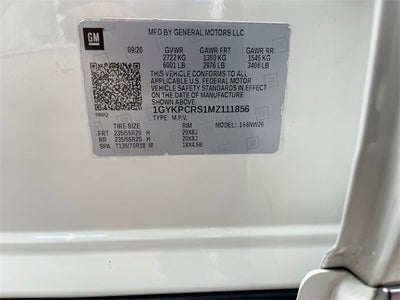 GM
MFD BY GENERAL MOTORS LLC
09/20 GVWR GAWR FRT GAWR RR
2722 KG 1350 KG 1545 KG
6001 LB 2976 LB 3406 LB
THIS VEHICLE CONFORMS TO ALL
APPLICABLE U.S. FEDERAL MOTOR
VEHICLE SAFETY STANDARDS IN EFFECT
ON THE DATE OF MANUFACTURE SHOWN ABOVE.
1GYKPCRS1MZ111856
TYPE: M.P.V. MODEL: 166NW26
TIRE SIZE RIM
FRT 235/55R20 H 20X8J
RR 235/55R20 H 20X8J
SPA T135/70R18 M 18X4.5B